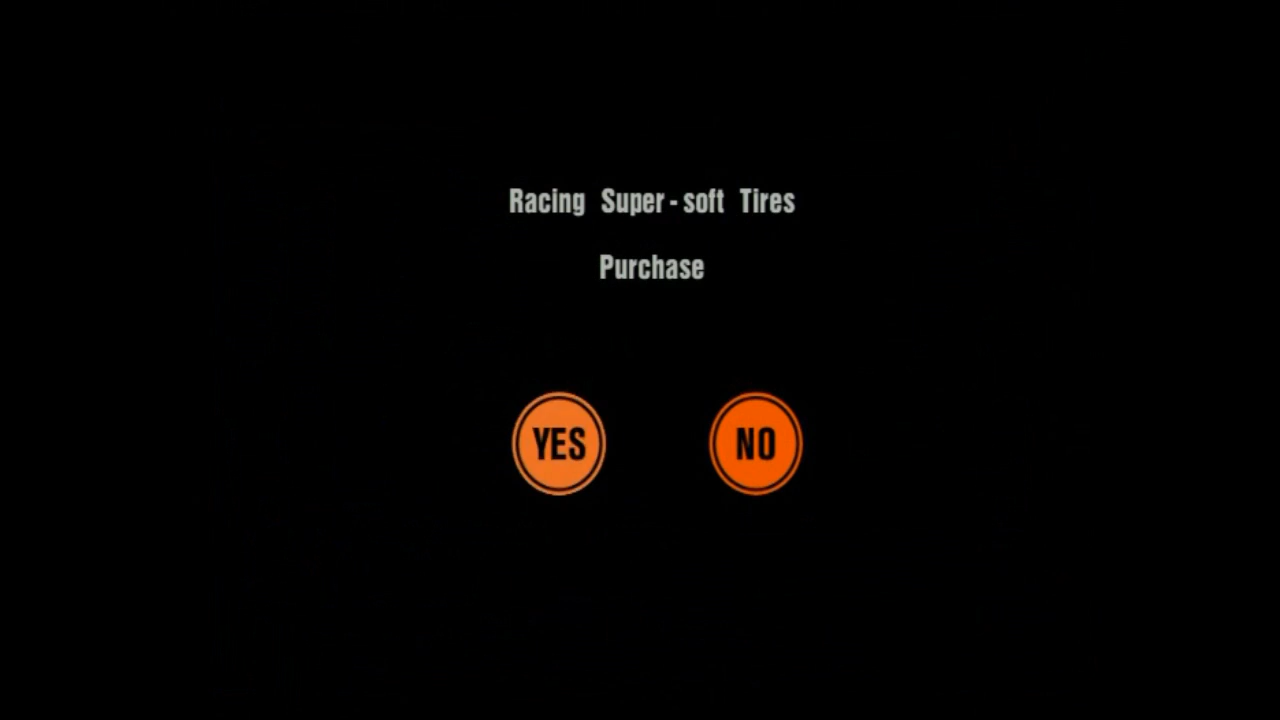 Racing Super-soft Tires
Purchase
YES NO